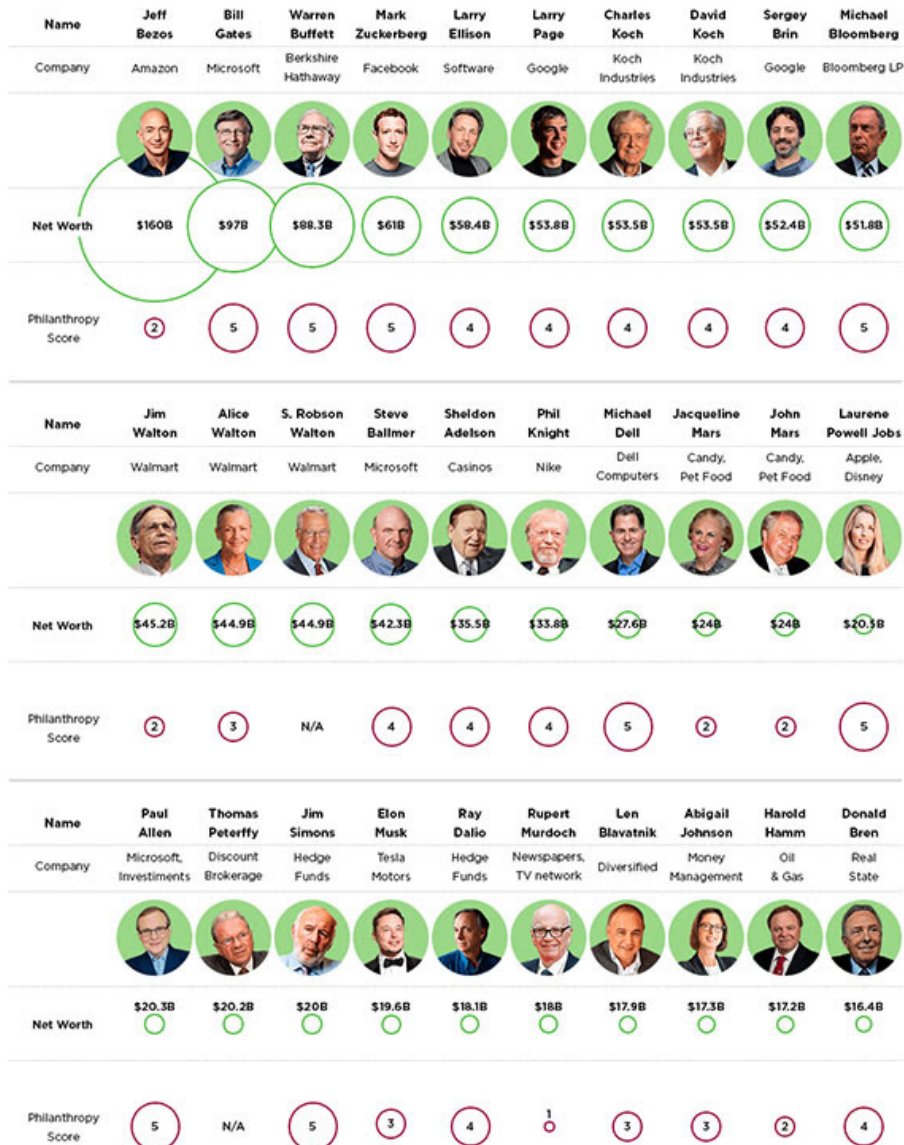 Name Jeff Bezos Bill Gates Warren Buffett Mark Zuckerberg Larry Ellison Larry Page Charles Koch David Koch Sergey Brin Michael Bloomberg
Company Amazon Microsoft Berkshire Hathaway Facebook Software Google Koch Industries Koch Industries Google Bloomberg LP
Net Worth $160B $97B $88.3B $61B $58.4B $53.8B $53.5B $53.5B $52.4B $51.8B
Philanthropy Score 2 5 5 5 4 4 4 4 4 5
Name Jim Walton Alice Walton S. Robson Walton Steve Ballmer Sheldon Adelson Phil Knight Michael Dell Jacqueline Mars John Mars Laurene Powell Jobs
Company Walmart Walmart Walmart Microsoft Casinos Nike Dell Computers Candy, Pet Food Candy, Pet Food Apple, Disney
Net Worth $45.2B $44.9B $44.9B $42.3B $35.5B $33.8B $27.6B $24B $24B $20.5B
Philanthropy Score 2 3 N/A 4 4 4 5 2 2 5
Name Paul Allen Thomas Peterffy Jim Simons Elon Musk Ray Dalio Rupert Murdoch Len Blavatnik Abigail Johnson Harold Hamm Donald Bren
Company Microsoft, Investiments Discount Brokerage Hedge Funds Tesla Motors Hedge Funds Newspapers, TV network Diversified Money Management Oil & Gas Real State
Net Worth $20.3B $20.2B $20B $19.6B $18.1B $18B $17.9B $17.3B $17.2B $16.4B
Philanthropy Score 5 N/A 5 3 4 1 3 3 2 4